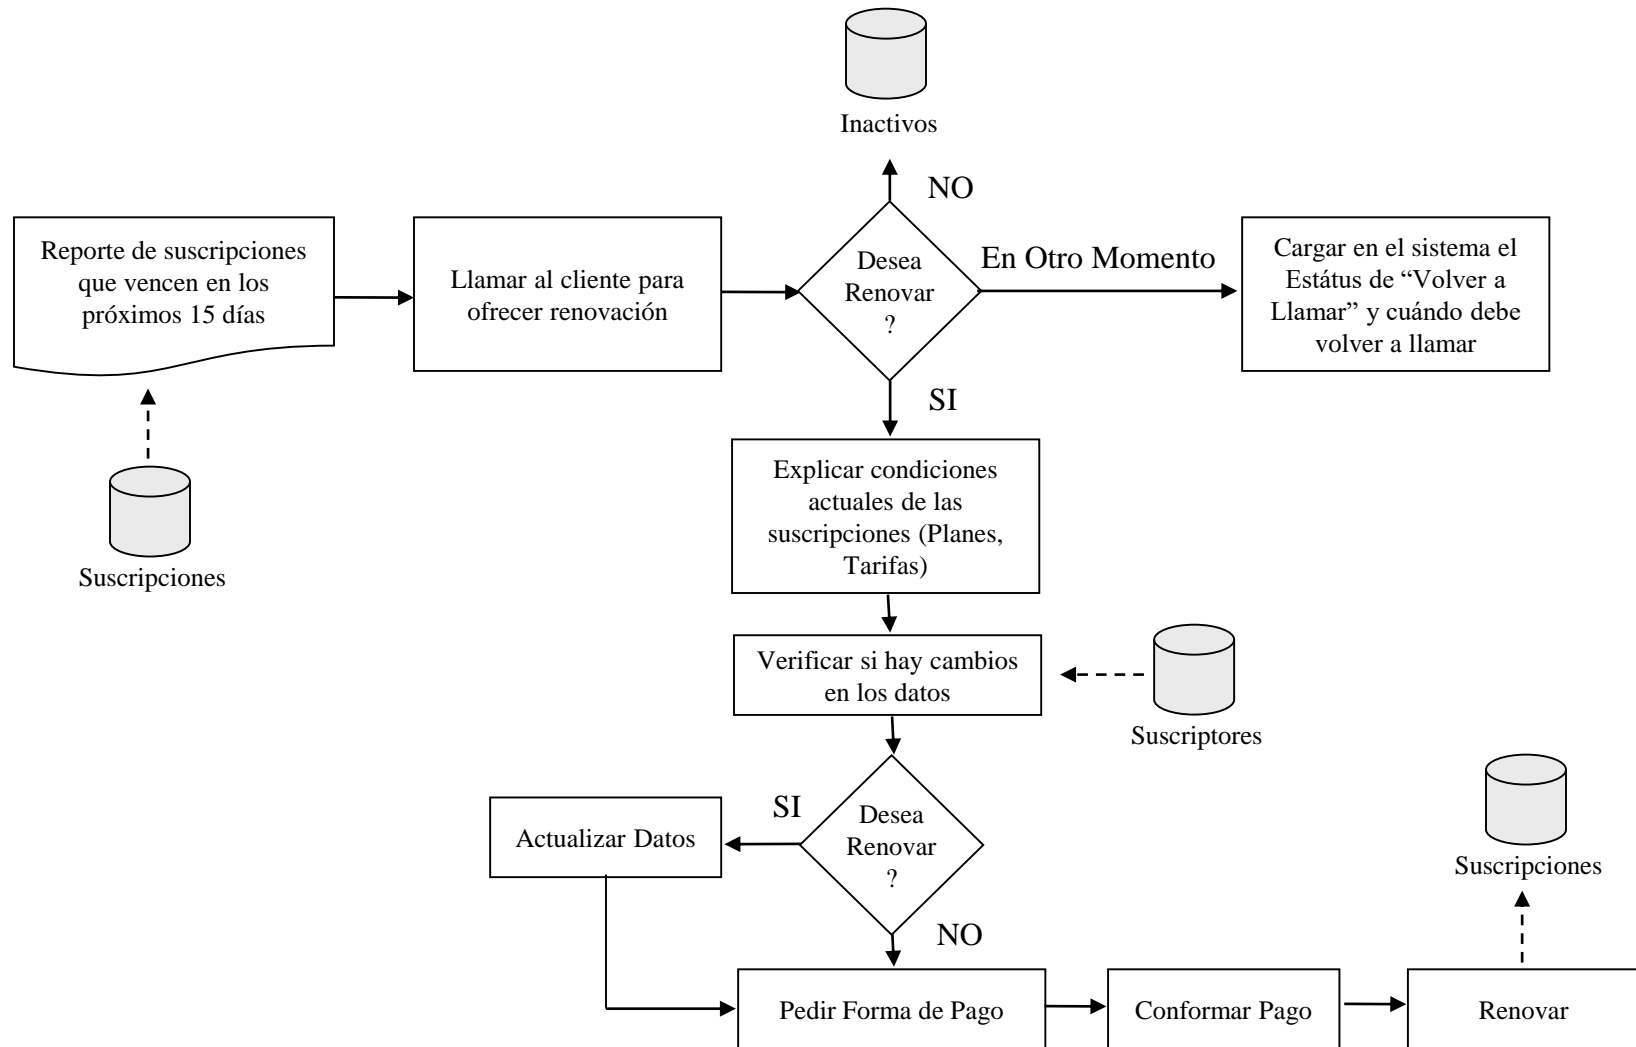 Inactivos
NO
Reporte de suscripciones
que vencen en los
próximos 15 días
Llamar al cliente para
ofrecer renovación
Desea
Renovar
?
En Otro Momento
Cargar en el sistema el
Estátus de “Volver a
Llamar” y cuándo debe
volver a llamar
SI
Suscripciones
Explicar condiciones
actuales de las
suscripciones (Planes,
Tarifas)
Verificar si hay cambios
en los datos
Suscriptores
SI
Actualizar Datos
Desea
Renovar
?
Suscripciones
NO
Pedir Forma de Pago
Conformar Pago
Renovar